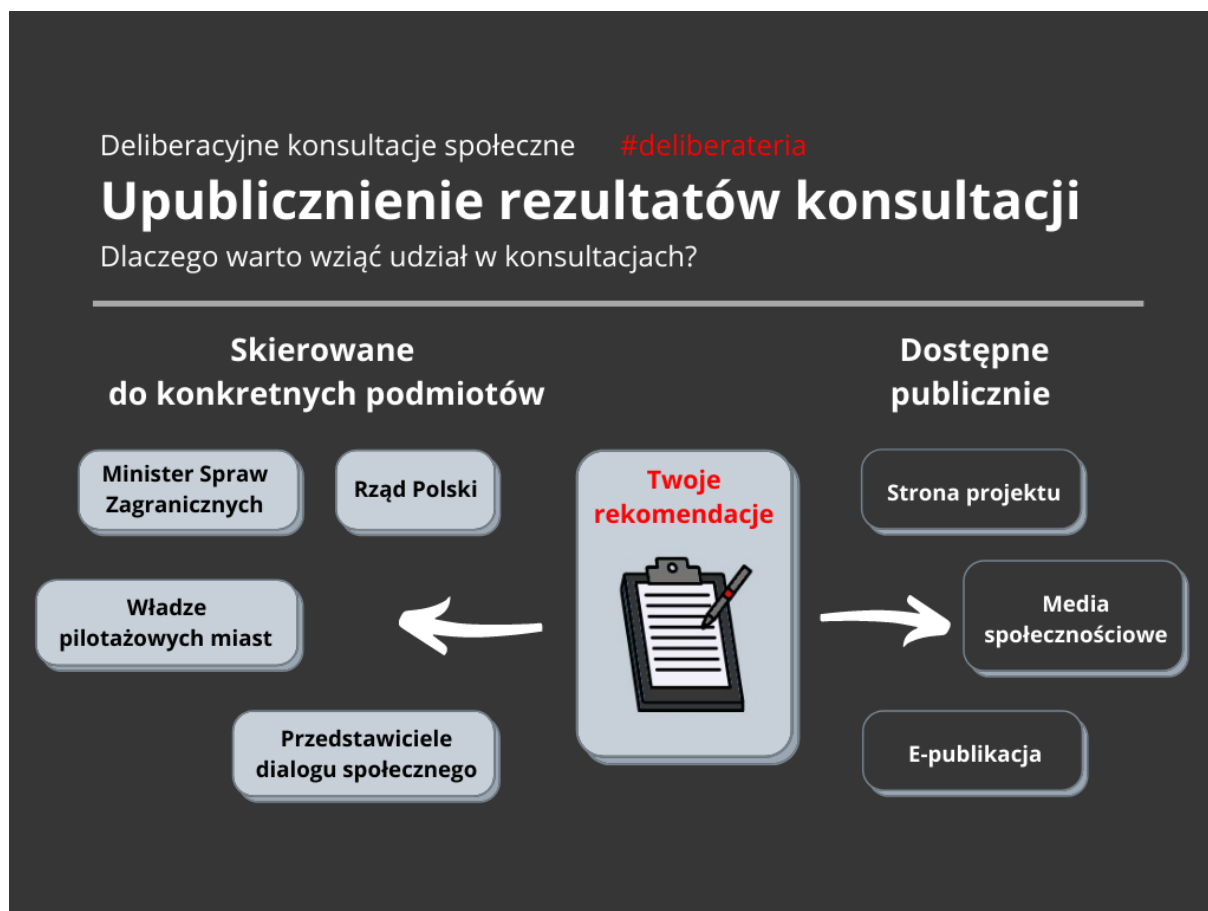 Deliberacyjne konsultacje społeczne #deliberateria
Upublicznienie rezultatów konsultacji
Dlaczego warto wziąć udział w konsultacjach?
Skierowane
do konkretnych podmiotów
Minister Spraw
Zagranicznych
Rząd Polski
Władze
pilotażowych miast
Przedstawiciele
dialogu społecznego
Twoje
rekomendacje
Dostępne
publicznie
Strona projektu
Media
społecznościowe
E-publikacja